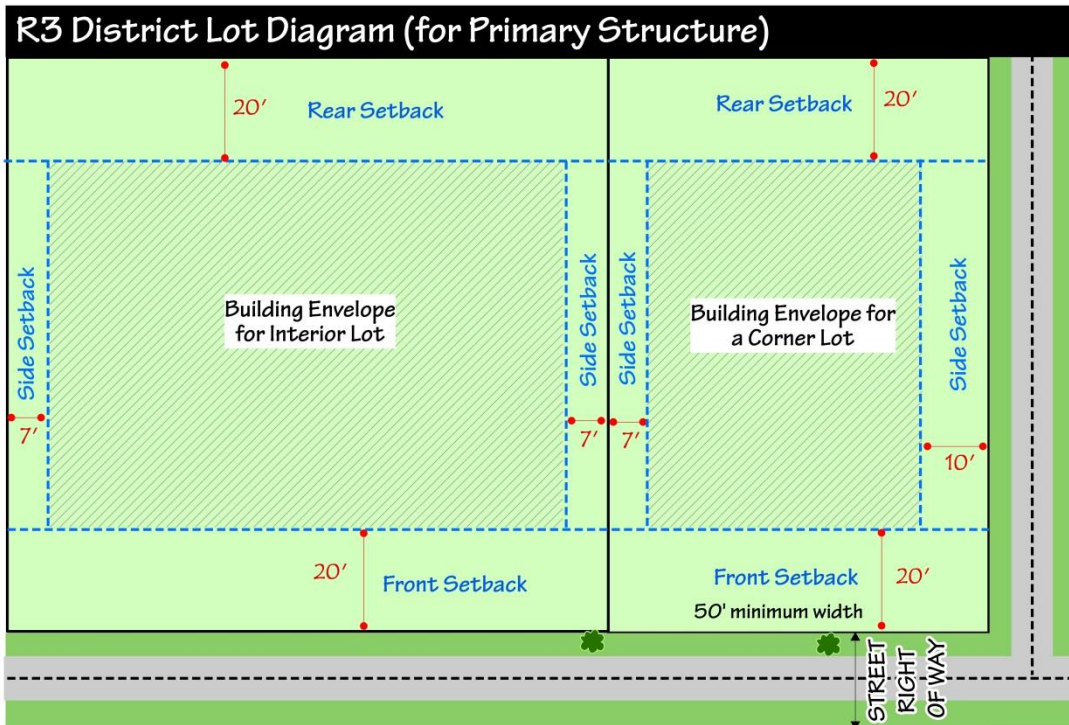 R3 District Lot Diagram (for Primary Structure)
20'
Rear Setback
Rear Setback
20'
Side Setback
Building Envelope
for Interior Lot
Side Setback
Side Setback
Building Envelope for
a Corner Lot
Side Setback
7'
7'
7'
10'
20'
Front Setback
Front Setback
20'
50' minimum width
STREET
RIGHT
OF WAY